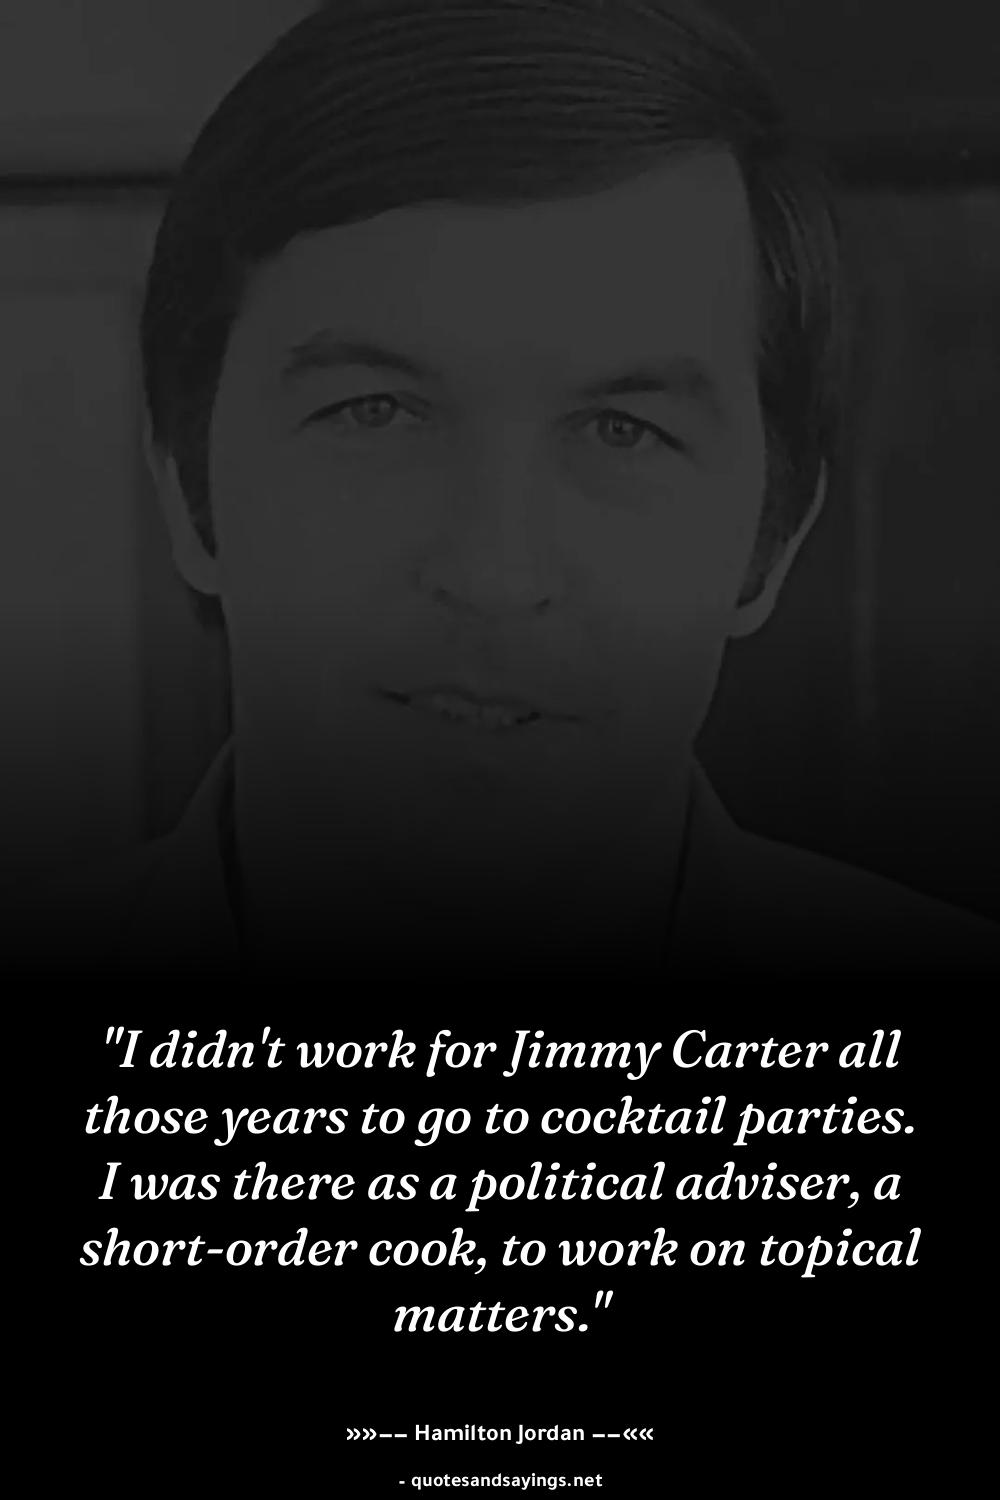 "I didn't work for Jimmy Carter all
those years to go to cocktail parties.
I was there as a political adviser, a
short-order cook, to work on topical
matters."
»»−− Hamilton Jordan −−««
- quotesandsayings.net